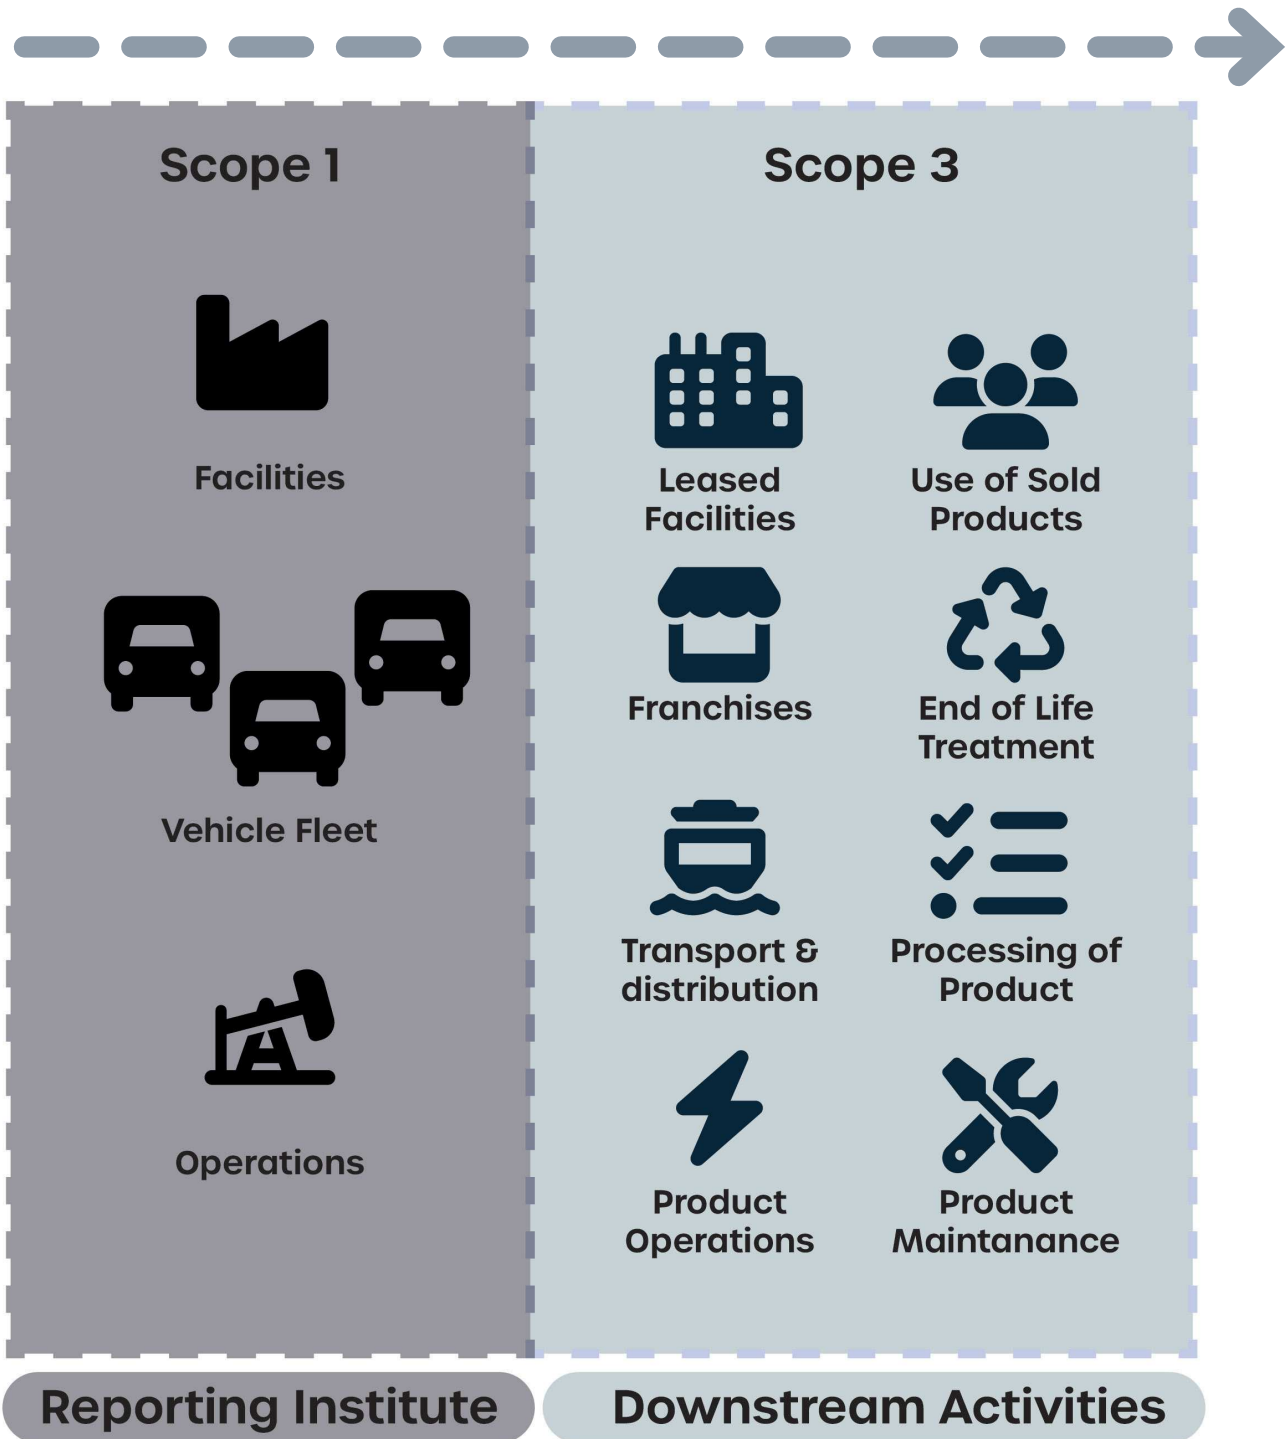 Scope 1
Facilities
Vehicle Fleet
Operations
Scope 3
Leased
Facilities
Use of Sold
Products
Franchises
End of Life
Treatment
Transport &
distribution
Processing of
Product
Product
Operations
Product
Maintanance
Reporting Institute
Downstream Activities